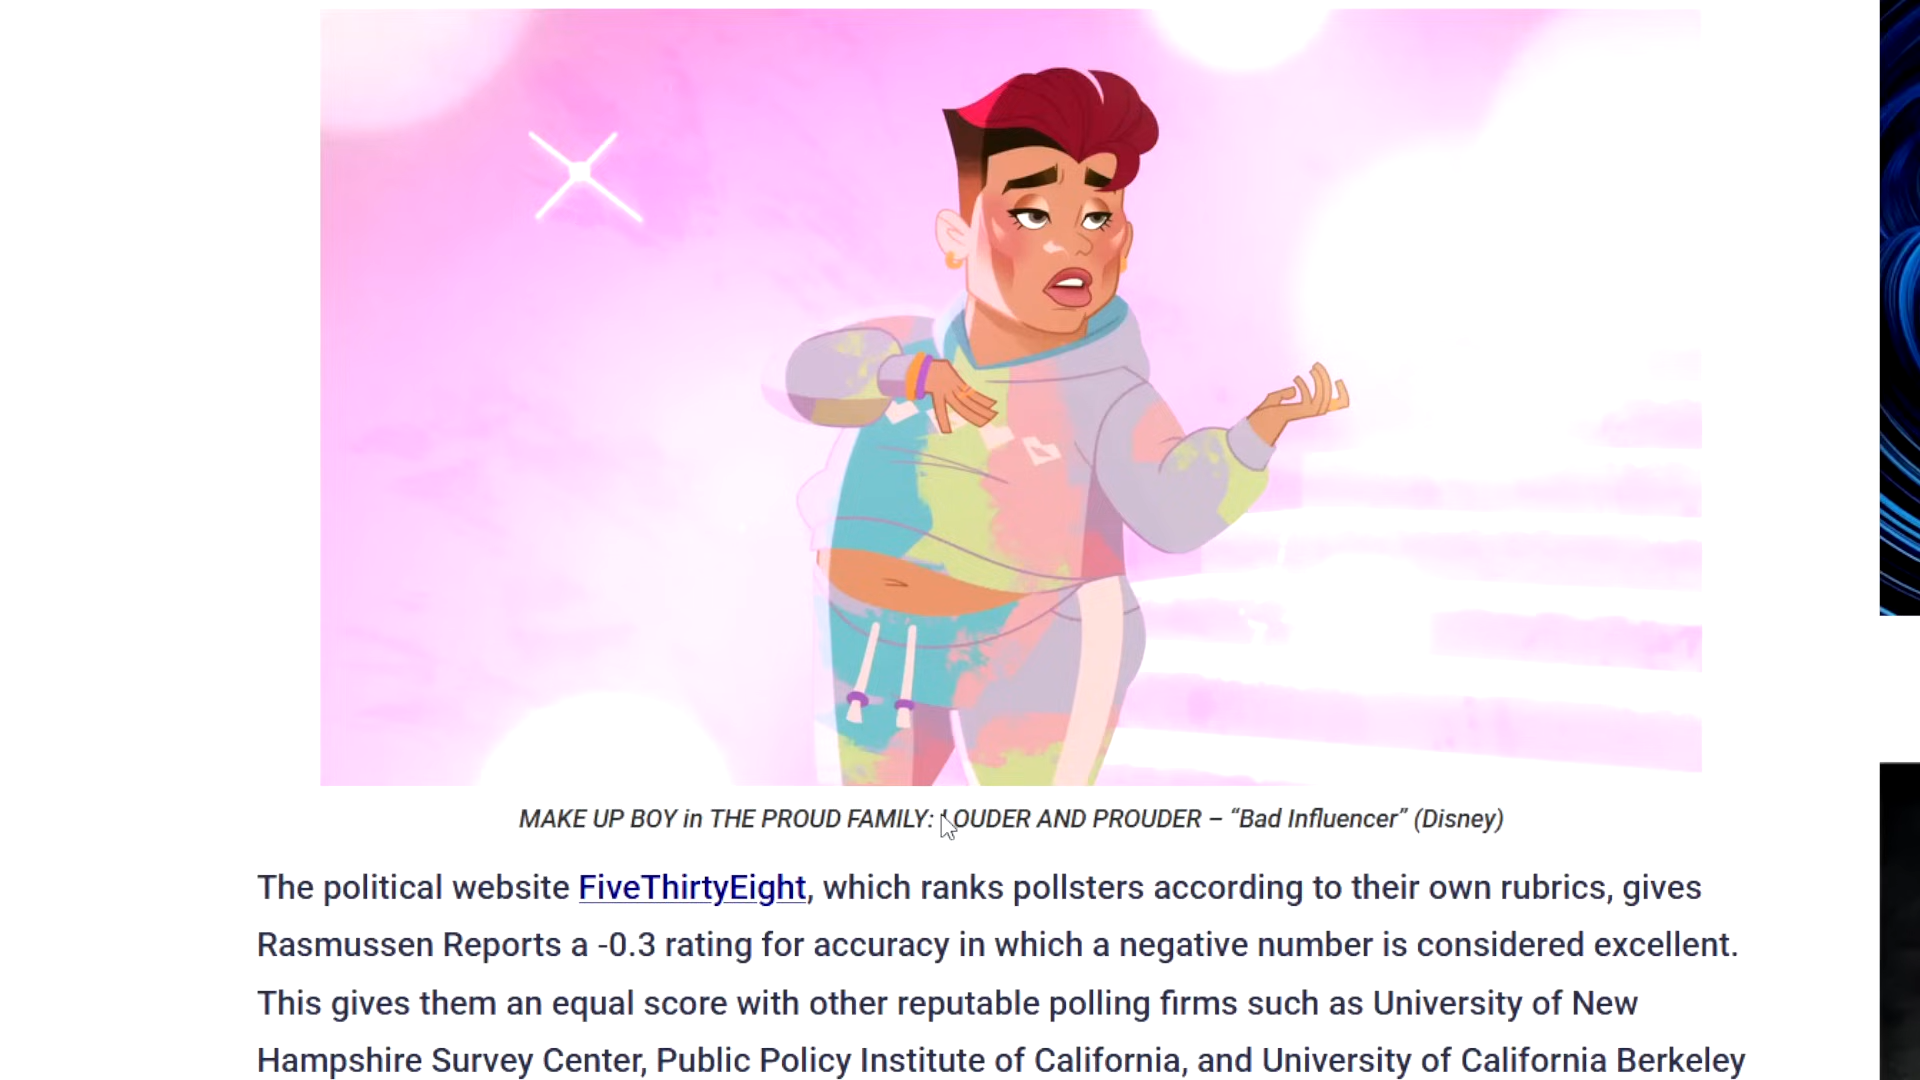 MAKE UP BOY in THE PROUD FAMILY: LOUDER AND PROUDER – “Bad Influencer” (Disney)
The political website FiveThirtyEight, which ranks pollsters according to their own rubrics, gives
Rasmussen Reports a -0.3 rating for accuracy in which a negative number is considered excellent.
This gives them an equal score with other reputable polling firms such as University of New
Hampshire Survey Center, Public Policy Institute of California, and University of California Berkeley